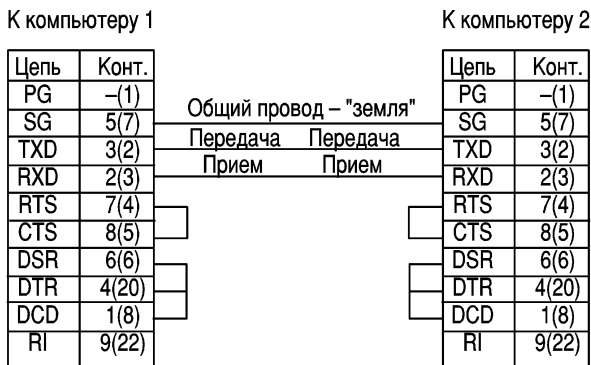 К компьютеру 1 К компьютеру 2
Цепь Конт. Цепь Конт.
PG –(1) PG –(1)
Общий провод – "земля"
SG 5(7) SG 5(7)
Передача Передача
TXD 3(2) TXD 3(2)
Прием Прием
RXD 2(3) RXD 2(3)
RTS 7(4) RTS 7(4)
CTS 8(5) CTS 8(5)
DSR 6(6) DSR 6(6)
DTR 4(20) DTR 4(20)
DCD 1(8) DCD 1(8)
RI 9(22) RI 9(22)